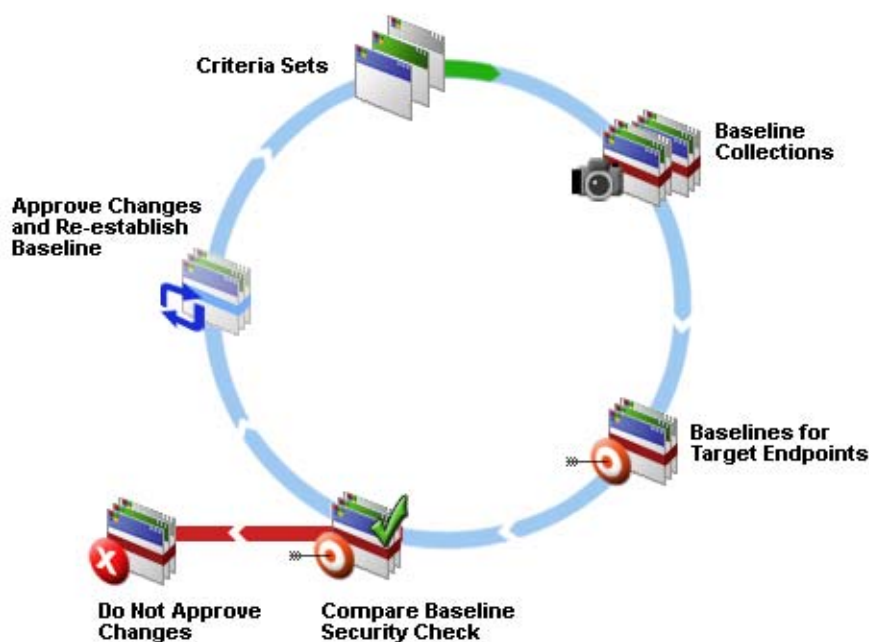 Criteria Sets
Baseline
Collections
Approve Changes
and Re-establish
Baseline
Baselines for
Target Endpoints
Do Not Approve
Changes
Compare Baseline
Security Check